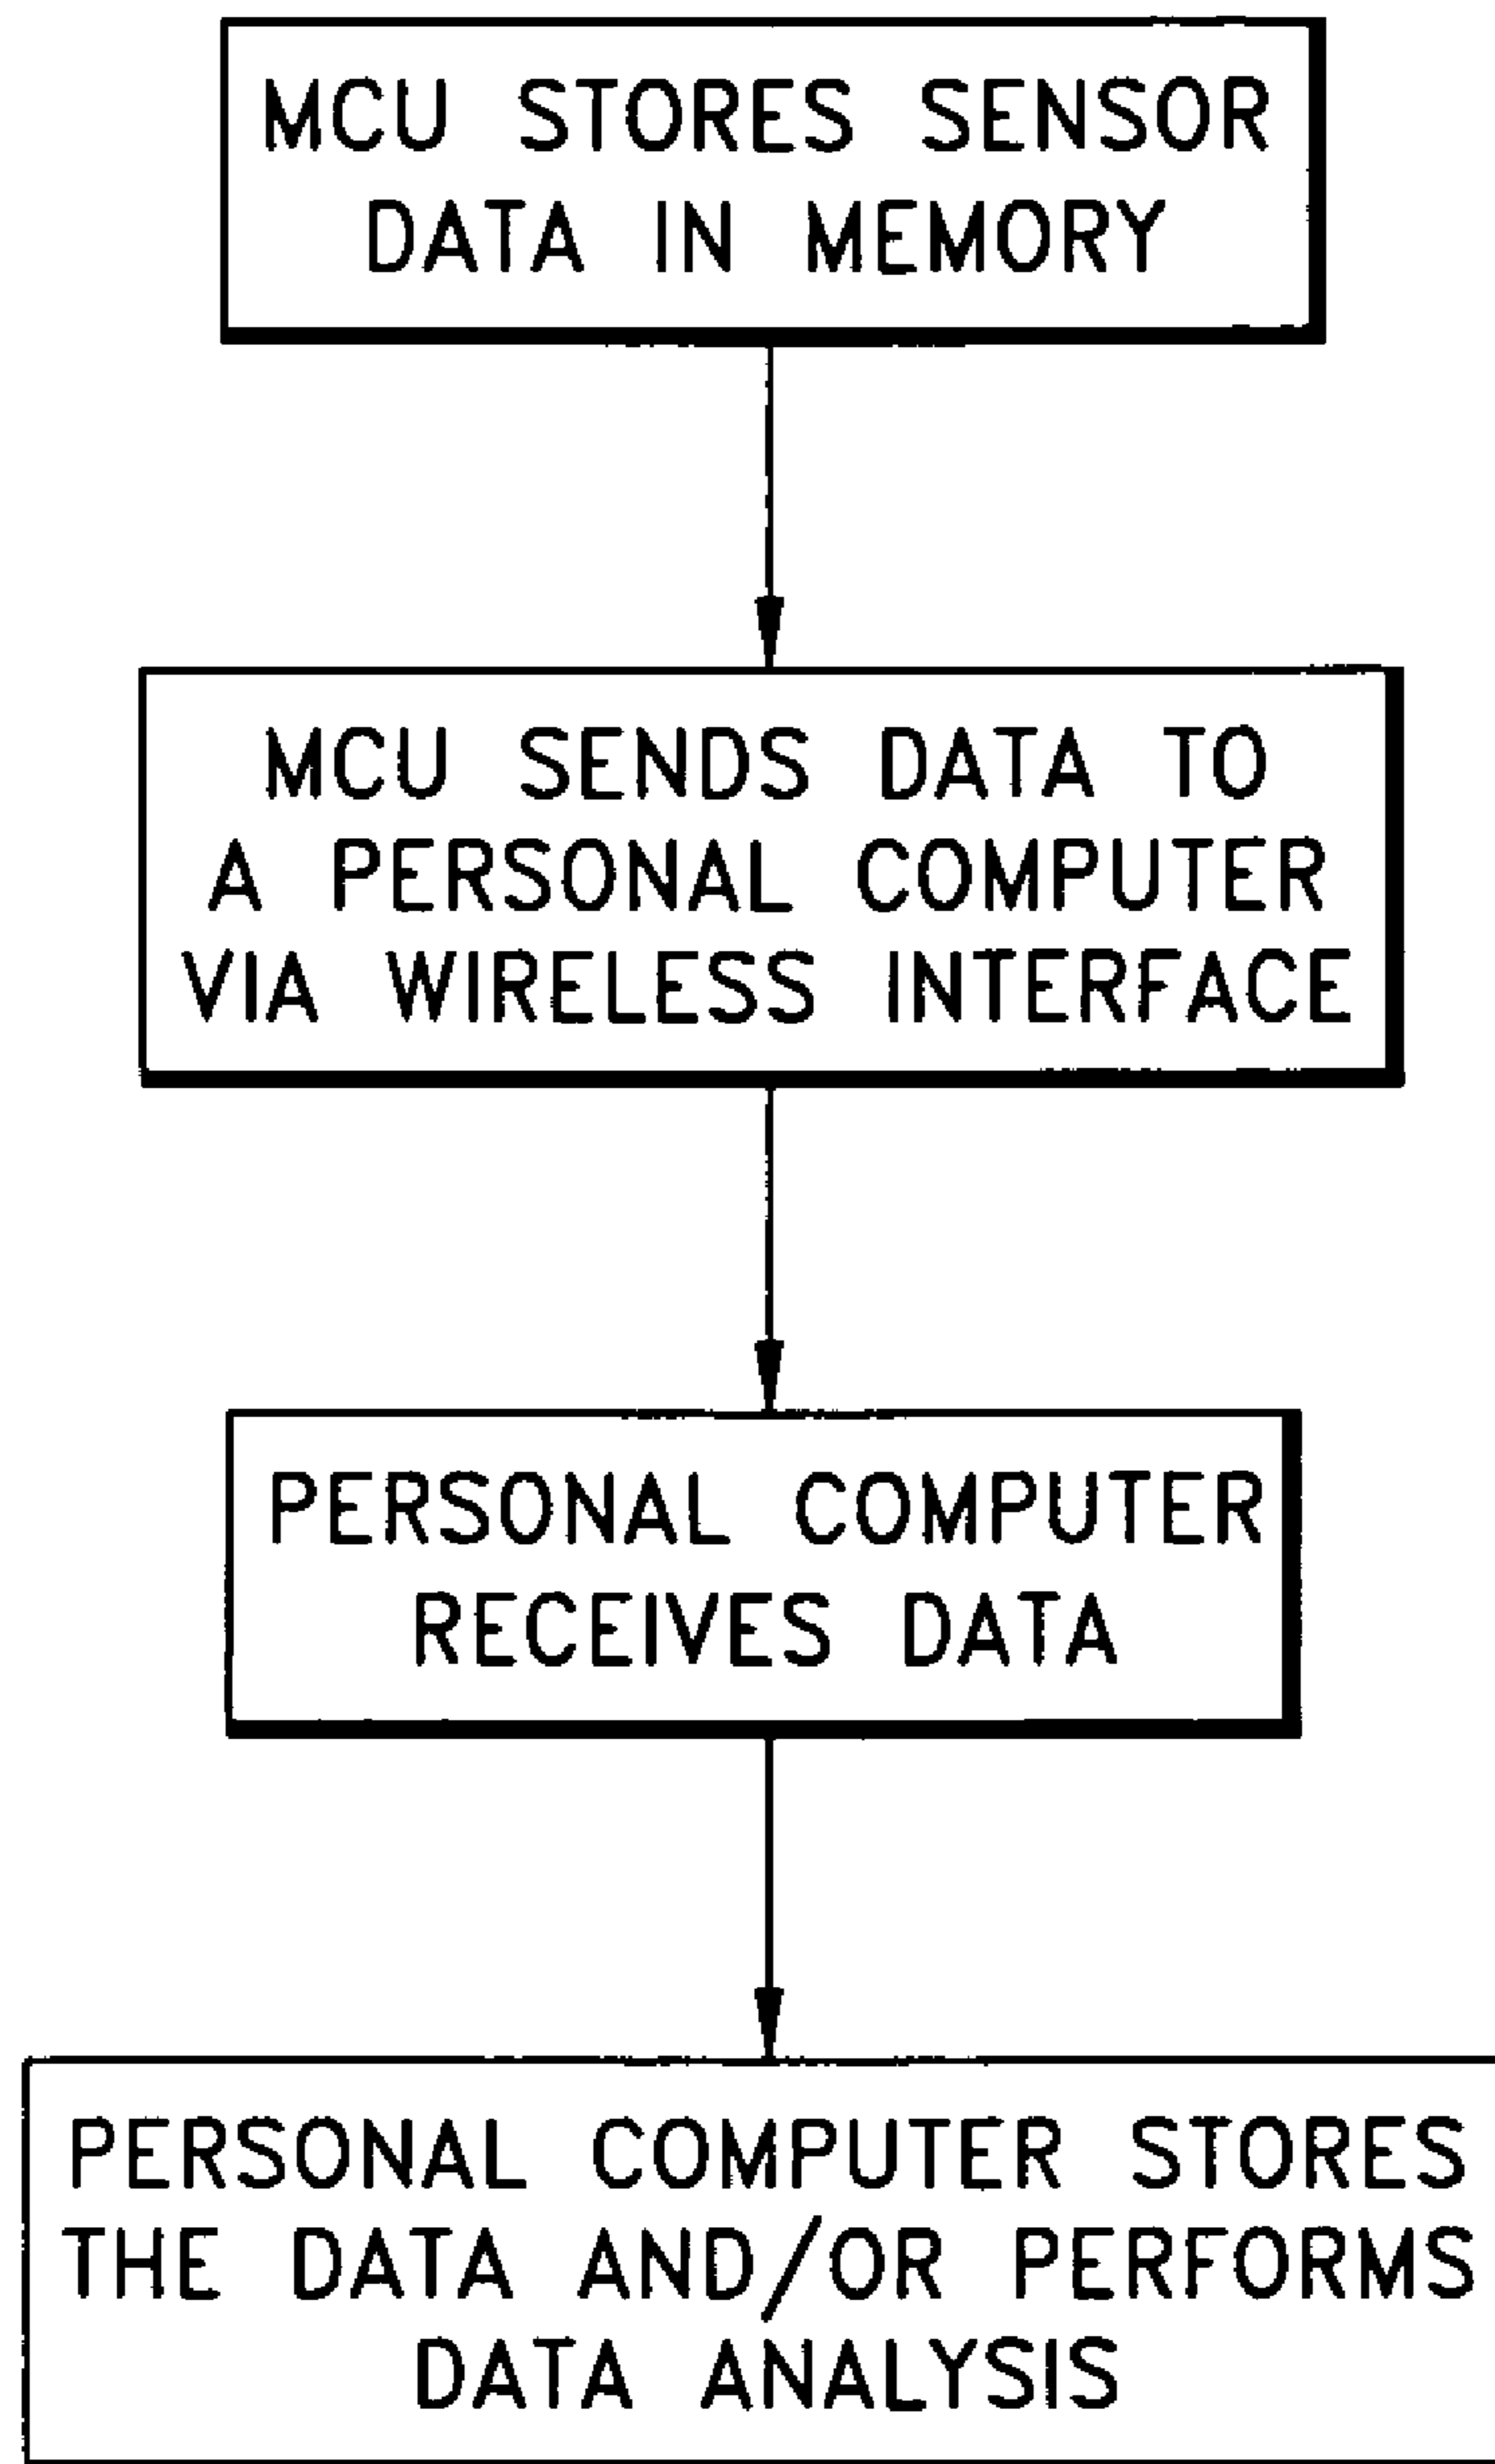 MCU STORES SENSOR
DATA IN MEMORY
MCU SENDS DATA TO
A PERSONAL COMPUTER
VIA WIRELESS INTERFACE
PERSONAL COMPUTER
RECEIVES DATA
PERSONAL COMPUTER STORES
THE DATA AND/OR PERFORMS
DATA ANALYSIS